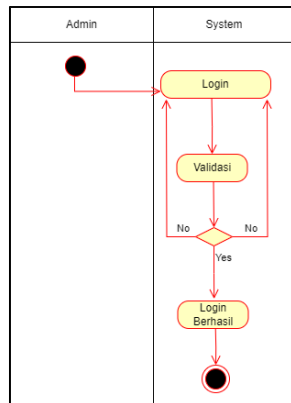 Admin
System
Login
Validasi
No
No
Yes
Login
Berhasil